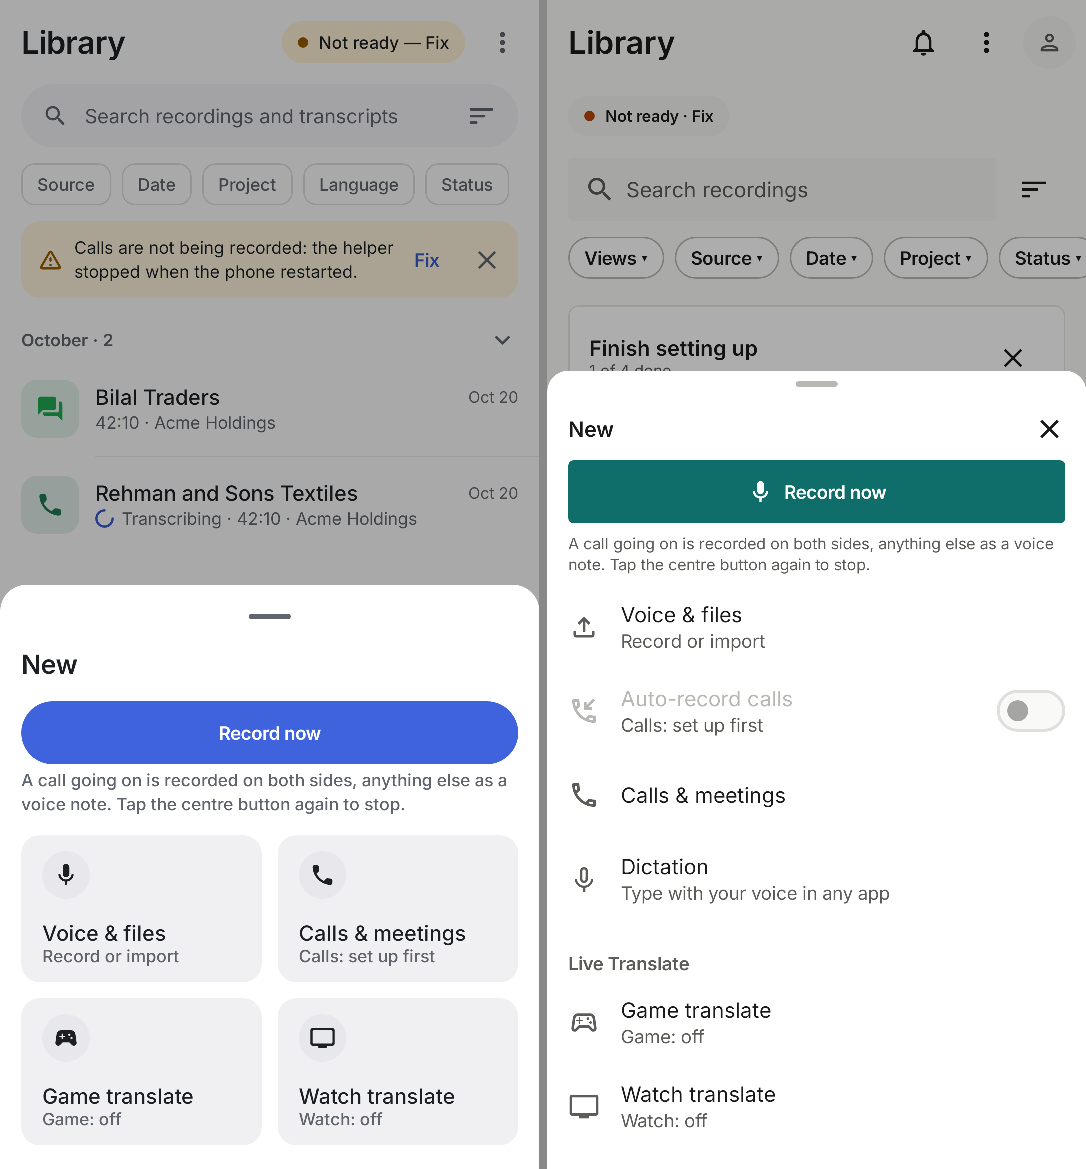 Library
Not ready — Fix
Search recordings and transcripts
Source
Date
Project
Language
Status
Calls are not being recorded: the helper
stopped when the phone restarted.
Fix
October · 2
Bilal Traders
Oct 20
42:10 · Acme Holdings
Rehman and Sons Textiles
Oct 20
Transcribing · 42:10 · Acme Holdings
New
Record now
A call going on is recorded on both sides, anything else as a
voice note. Tap the centre button again to stop.
Voice & files
Record or import
Calls & meetings
Calls: set up first
Game translate
Game: off
Watch translate
Watch: off
Library
Not ready · Fix
Search recordings
Views
Source
Date
Project
Status
Finish setting up
1 of 4 done
New
Record now
A call going on is recorded on both sides, anything else as a voice
note. Tap the centre button again to stop.
Voice & files
Record or import
Auto-record calls
Calls: set up first
Calls & meetings
Dictation
Type with your voice in any app
Live Translate
Game translate
Game: off
Watch translate
Watch: off